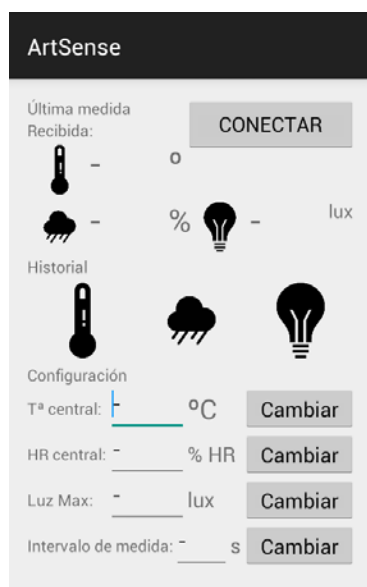 ArtSense
Última medida
Recibida:
CONECTAR
- º
- % - lux
Historial
Configuración
Tª central: - ºC Cambiar
HR central: - % HR Cambiar
Luz Max: - lux Cambiar
Intervalo de medida: - s Cambiar